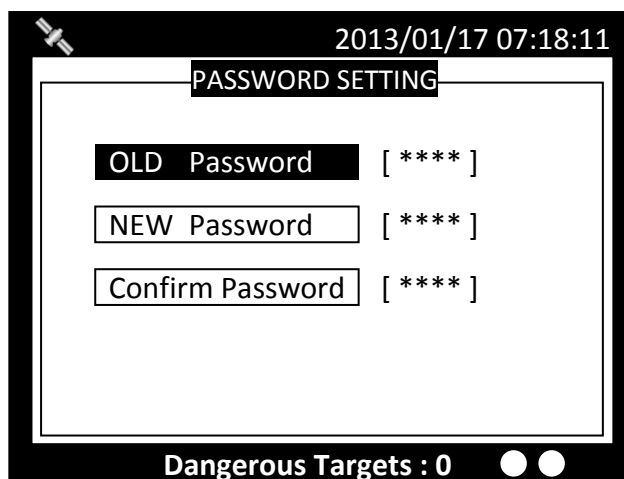 2013/01/17 07:18:11
PASSWORD SETTING
OLD Password [ **** ]
NEW Password [ **** ]
Confirm Password [ **** ]
Dangerous Targets : 0